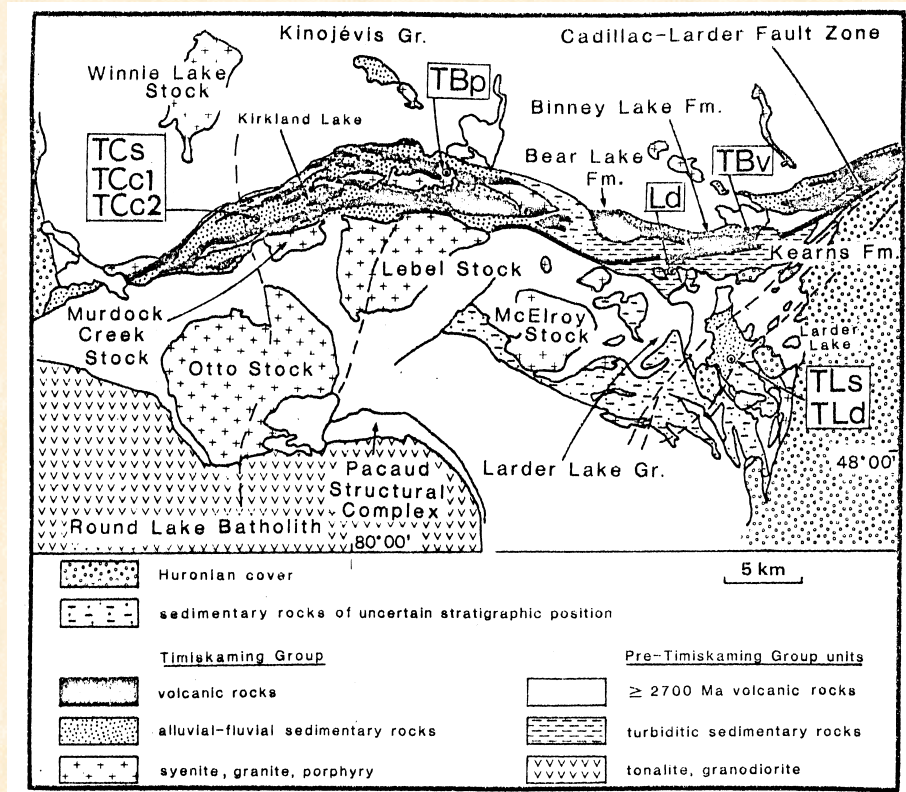 Kinojévis Gr.
Cadillac-Larder Fault Zone
Winnie Lake
Stock
TBp
Binney Lake Fm.
Kirkland Lake
TCs
TCc1
TCc2
Bear Lake
Fm.
TBv
Ld
Kearns Fm.
Lebel Stock
Murdock
Creek
Stock
McElroy
Stock
Larder
Lake
Otto Stock
TLs
TLd
48°00'
Larder Lake Gr.
Pacaud
Structural
Complex
Round Lake Batholith
80°00'
Huronian cover
5 km
sedimentary rocks of uncertain stratigraphic position
Timiskaming Group
volcanic rocks
alluvial-fluvial sedimentary rocks
syenite, granite, porphyry
Pre-Timiskaming Group units
≥ 2700 Ma volcanic rocks
turbiditic sedimentary rocks
tonalite, granodiorite